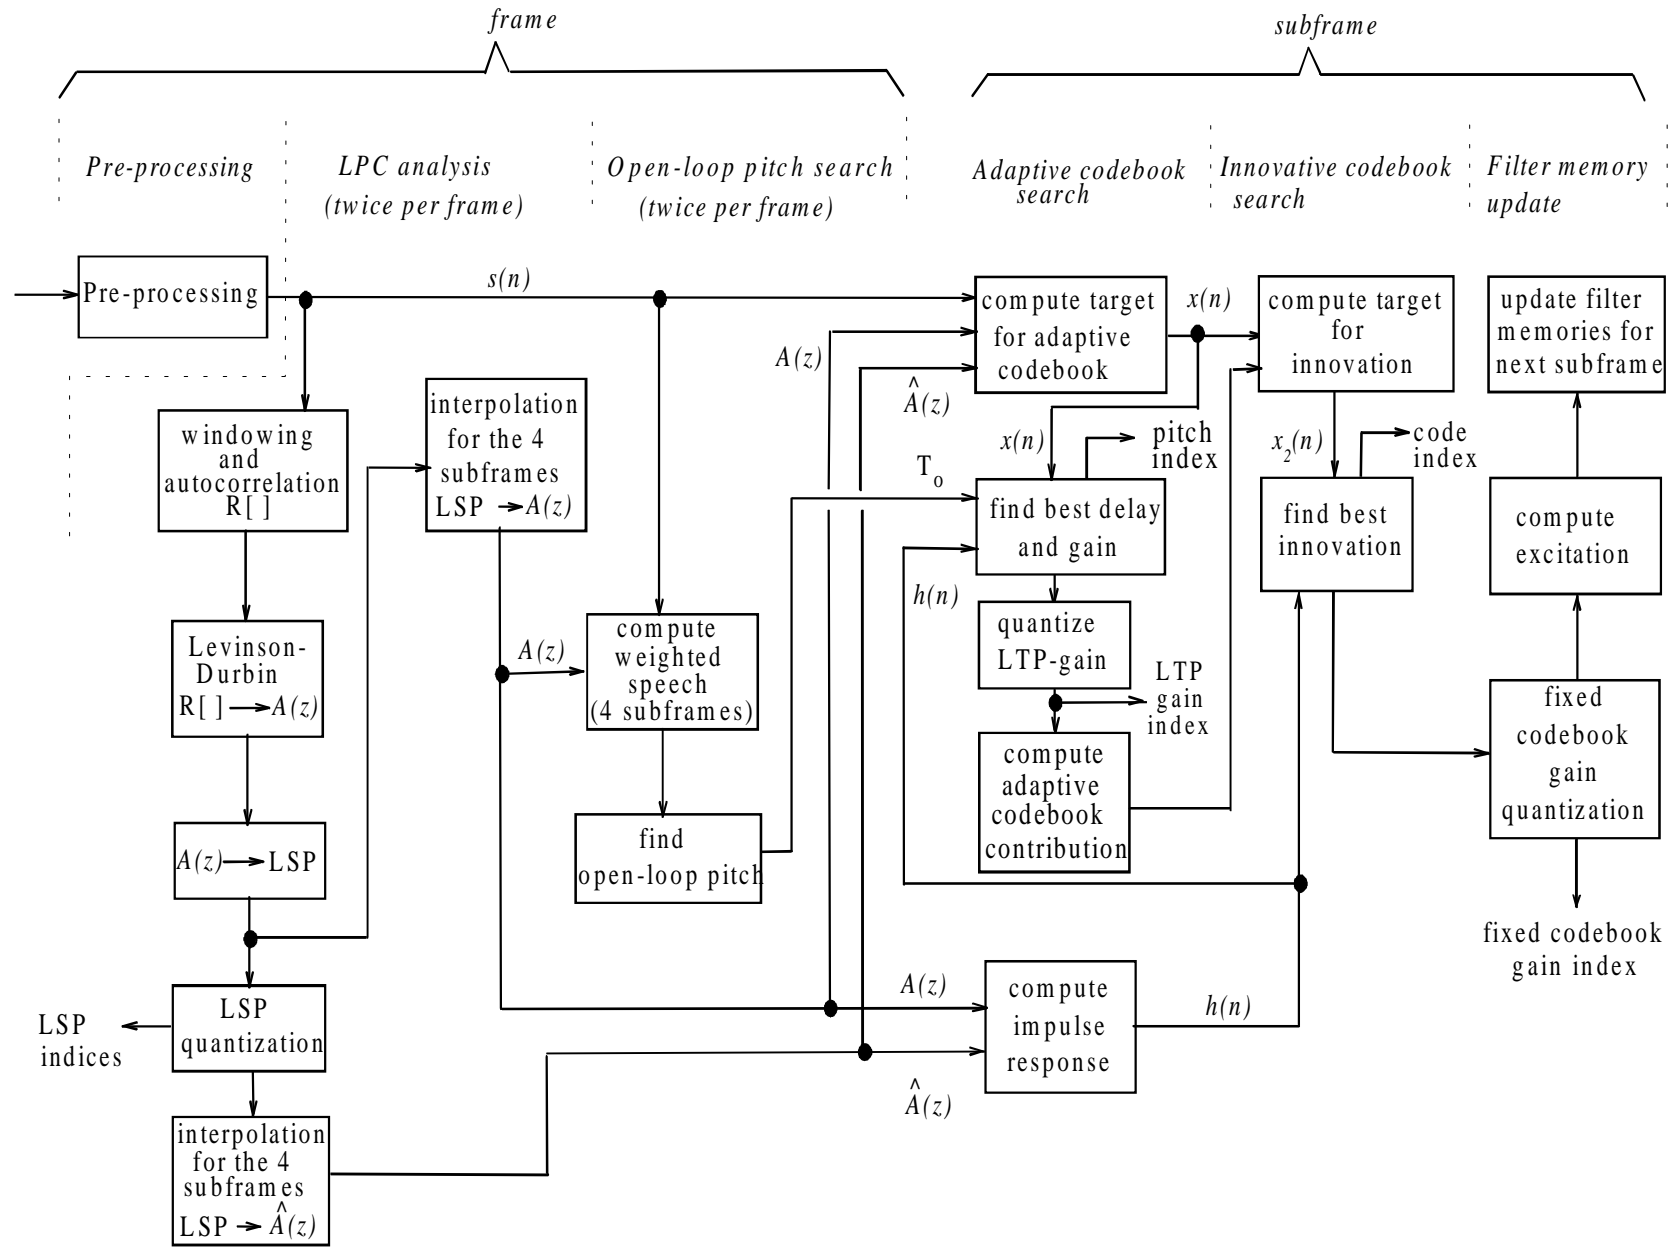 frame
subframe
Pre-processing
LPC analysis
(twice per frame)
Open-loop pitch search
(twice per frame)
Adaptive codebook
search
Innovative codebook
search
Filter memory
update
Pre-processing
s(n)
windowing
and
autocorrelation
R[ ]
Levinson-
Durbin
R[ ] → A(z)
A(z) → LSP
LSP
quantization
LSP
indices
interpolation
for the 4
subframes
LSP → Â(z)
interpolation
for the 4
subframes
LSP → A(z)
A(z)
compute
weighted
speech
(4 subframes)
find
open-loop pitch
A(z)
Â(z)
compute target
for adaptive
codebook
x(n)
x(n)
pitch
index
T₀
find best delay
and gain
h(n)
quantize
LTP-gain
LTP
gain
index
compute
adaptive
codebook
contribution
A(z)
Â(z)
compute
impulse
response
h(n)
compute target
for
innovation
x₂(n)
code
index
find best
innovation
update filter
memories for
next subframe
compute
excitation
fixed
codebook
gain
quantization
fixed codebook
gain index